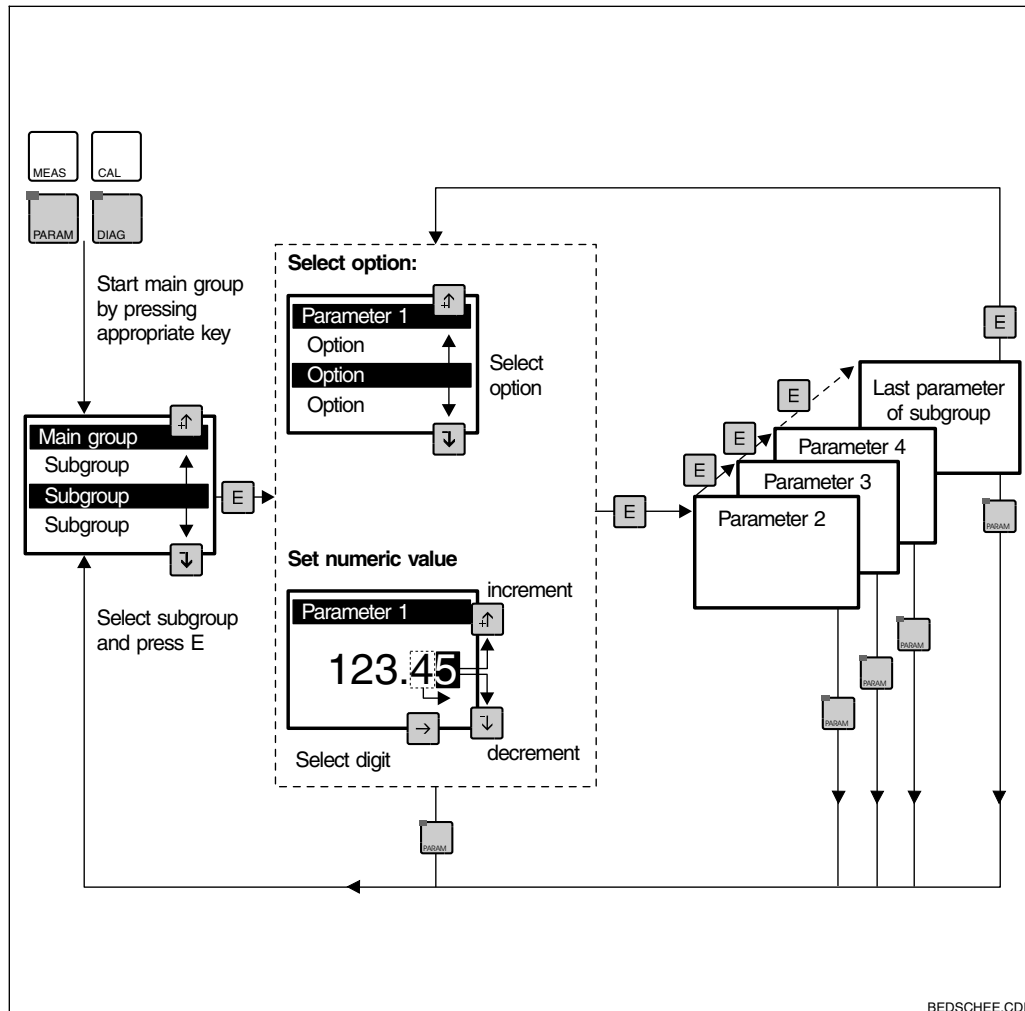 MEAS
CAL
PARAM
DIAG
Start main group
by pressing
appropriate key
Main group
Subgroup
Subgroup
Subgroup
E
Select subgroup
and press E
Select option:
Parameter 1
Option
Option
Option
Select
option
Set numeric value
increment
Parameter 1
123.45
Select digit
decrement
PARAM
E
E
E
E
E
Last parameter
of subgroup
Parameter 4
Parameter 3
Parameter 2
PARAM
PARAM
PARAM
PARAM
BEDSCHEE.CD